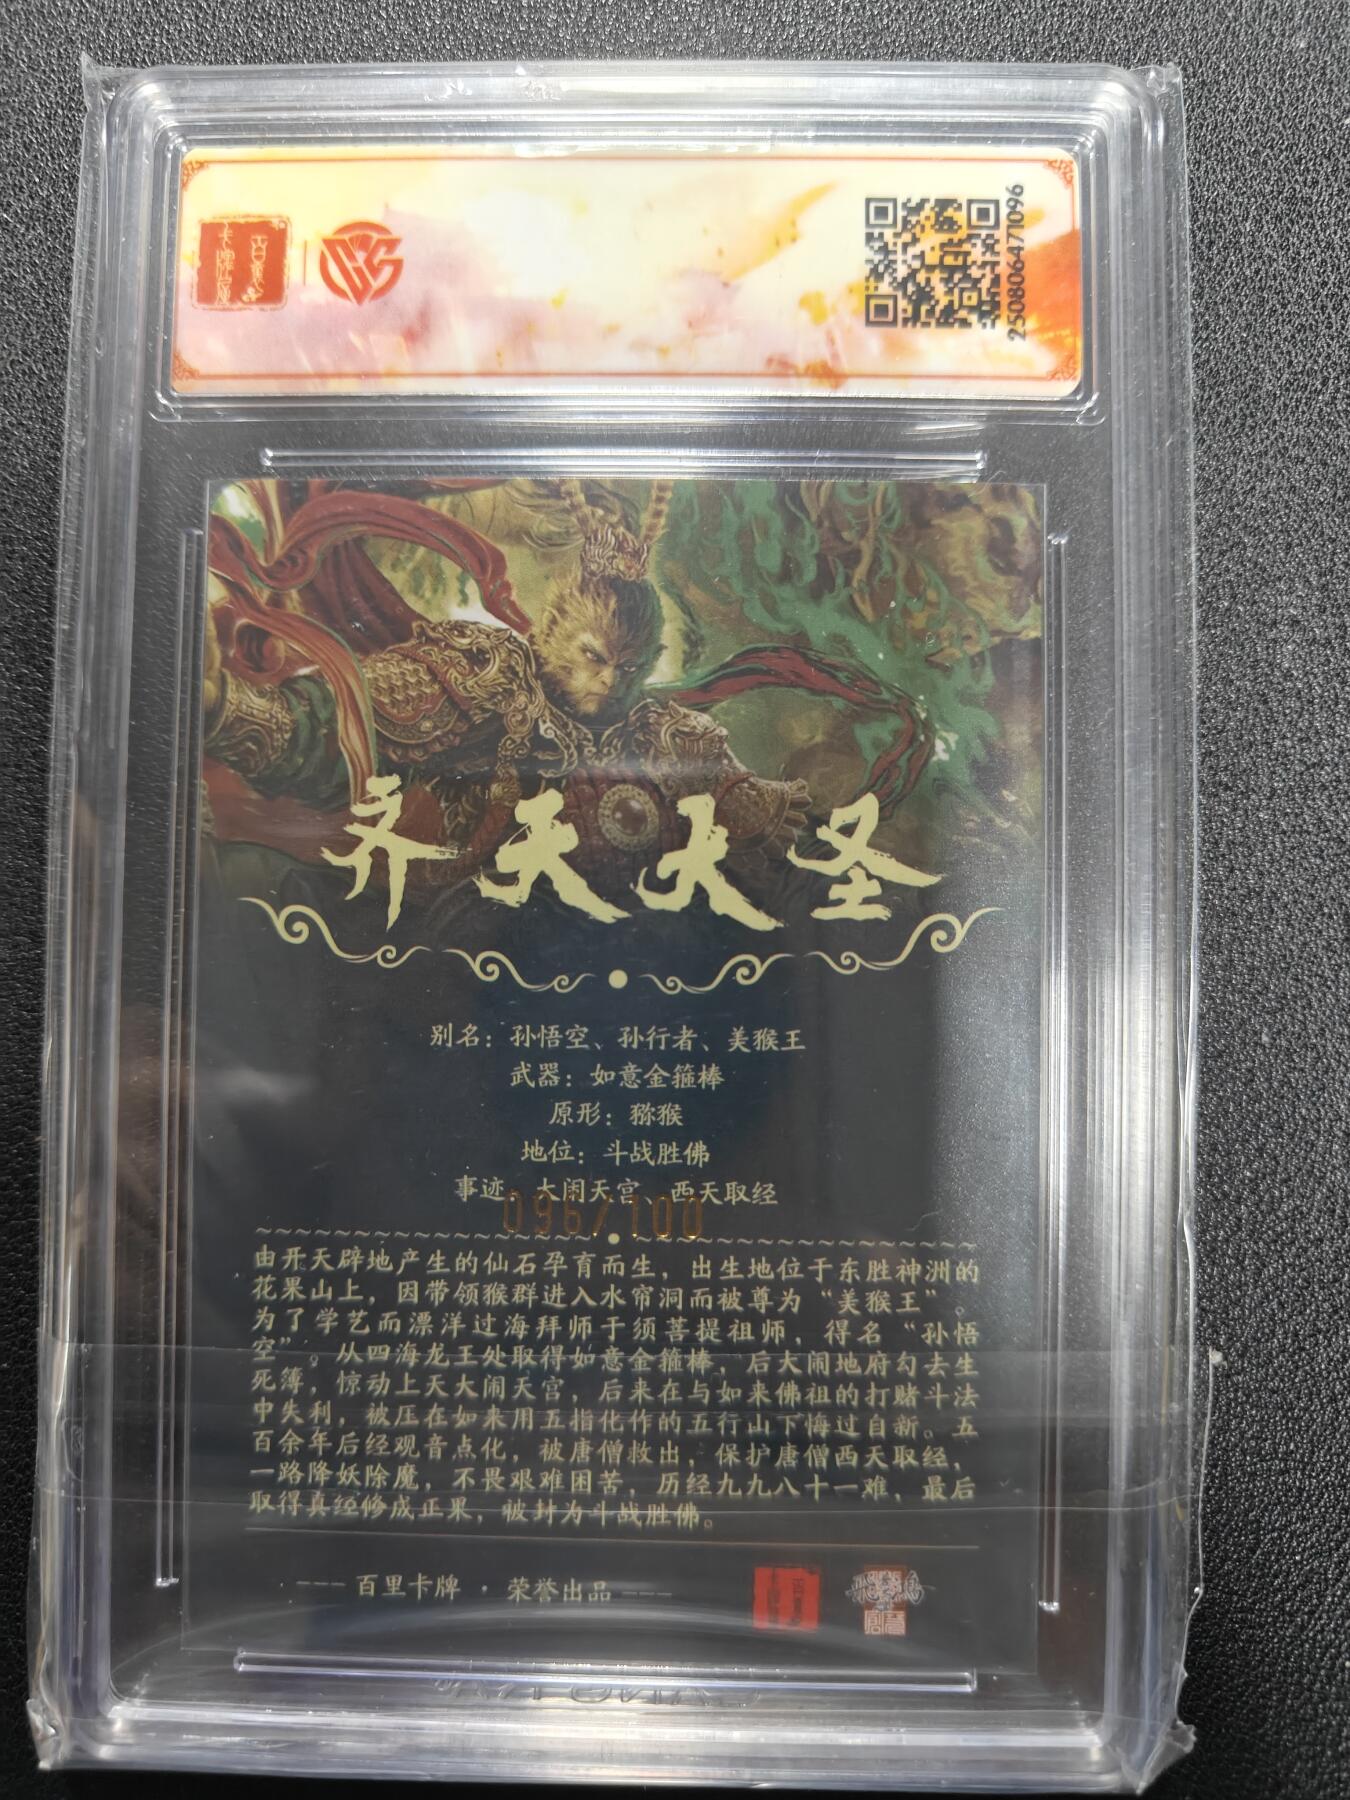 百里
卡牌
250806471096
齐天大圣
别名：孙悟空、孙行者、美猴王
武器：如意金箍棒
原形：猕猴
地位：斗战胜佛
事迹：大闹天宫、西天取经
096/100
由开天辟地产生的仙石孕育而生，出生地位于东胜神洲的
花果山上，因带领猴群进入水帘洞而被尊为“美猴王”。
为了学艺而漂洋过海拜师于须菩提祖师，得名“孙悟
空”。从四海龙王处取得如意金箍棒，后大闹地府勾去生
死簿，惊动上天大闹天宫，后来在与如来佛祖的打赌斗法
中失利，被压在如来用五指化作的五行山下悔过自新。五
百余年后经观音点化，被唐僧救出，保护唐僧西天取经，
一路降妖除魔，不畏艰难困苦，历经九九八十一难，最后
取得真经修成正果，被封为斗战胜佛。
--- 百里卡牌 · 荣誉出品 ---